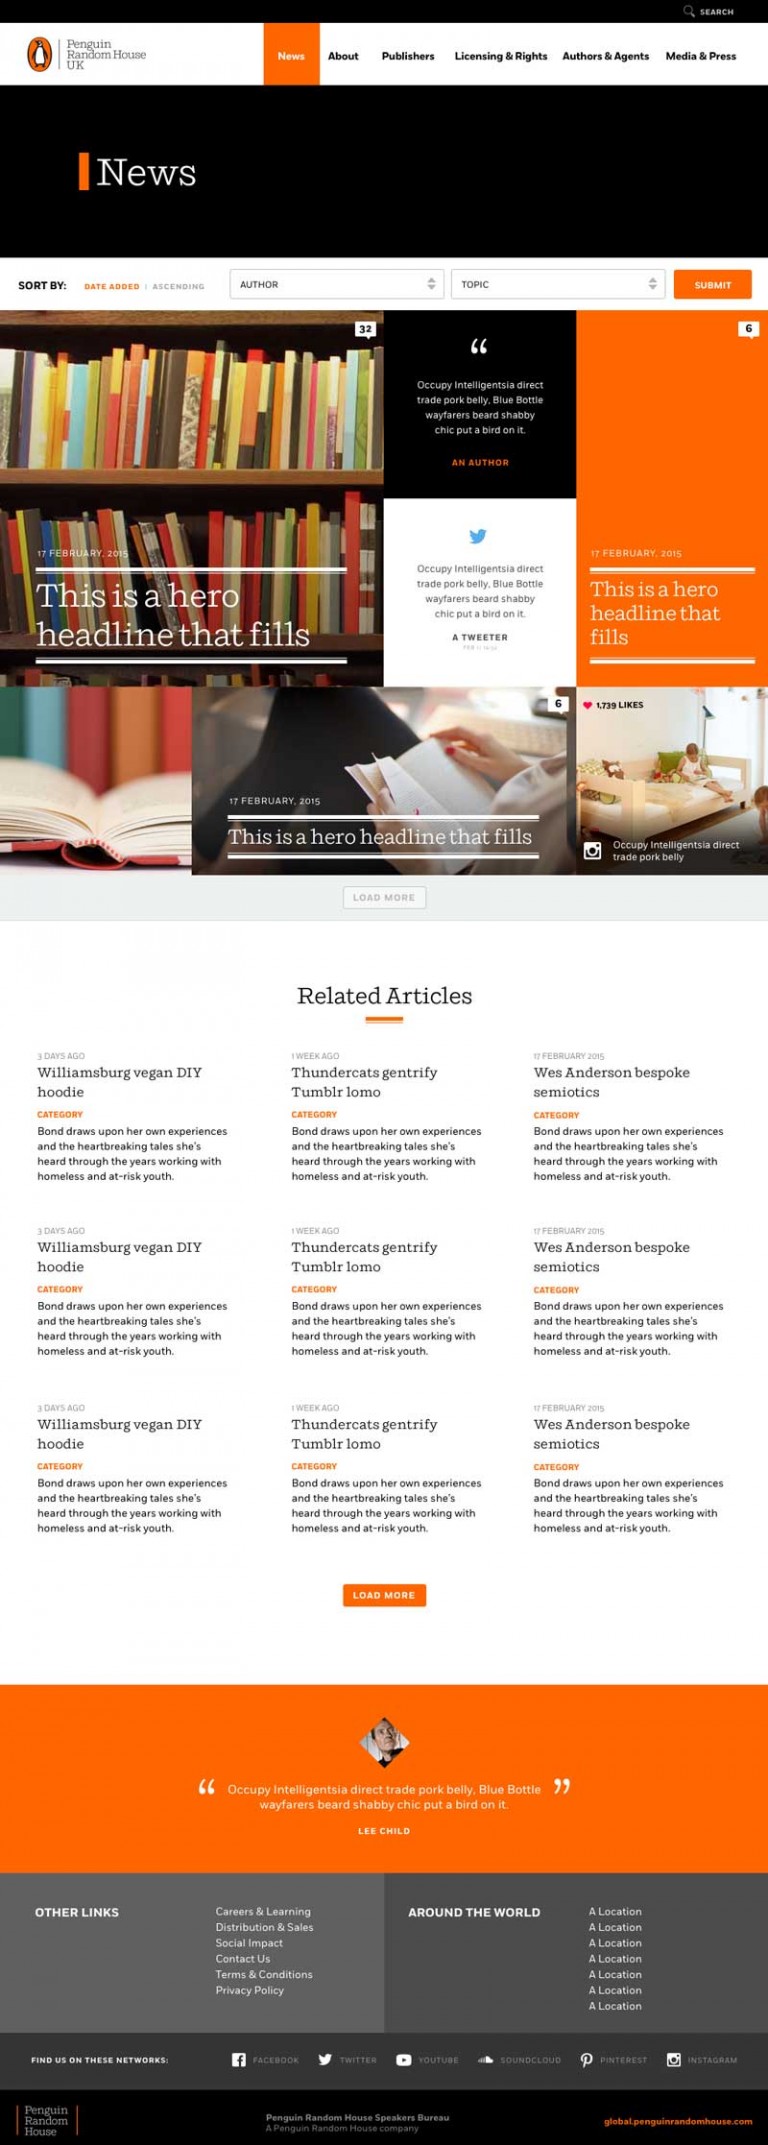 SEARCH
Penguin
Random House
UK
News
About
Publishers
Licensing & Rights
Authors & Agents
Media & Press
News
SORT BY:
DATE ADDED | ASCENDING
AUTHOR
TOPIC
SUBMIT
32
17 FEBRUARY, 2015
This is a hero
headline that fills
“
Occupy Intelligentsia direct
trade pork belly, Blue Bottle
wayfarers beard shabby
chic put a bird on it.
AN AUTHOR
Occupy Intelligentsia direct
trade pork belly, Blue Bottle
wayfarers beard shabby
chic put a bird on it.
A TWEETER
6
17 FEBRUARY, 2015
This is a hero
headline that
fills
6
17 FEBRUARY, 2015
This is a hero headline that fills
1,739 LIKES
Occupy Intelligentsia direct
trade pork belly
LOAD MORE
Related Articles
3 DAYS AGO
Williamsburg vegan DIY
hoodie
CATEGORY
Bond draws upon her own experiences
and the heartbreaking tales she's
heard through the years working with
homeless and at-risk youth.
1 WEEK AGO
Thundercats gentrify
Tumblr lomo
CATEGORY
Bond draws upon her own experiences
and the heartbreaking tales she's
heard through the years working with
homeless and at-risk youth.
17 FEBRUARY 2015
Wes Anderson bespoke
semiotics
CATEGORY
Bond draws upon her own experiences
and the heartbreaking tales she's
heard through the years working with
homeless and at-risk youth.
3 DAYS AGO
Williamsburg vegan DIY
hoodie
CATEGORY
Bond draws upon her own experiences
and the heartbreaking tales she's
heard through the years working with
homeless and at-risk youth.
1 WEEK AGO
Thundercats gentrify
Tumblr lomo
CATEGORY
Bond draws upon her own experiences
and the heartbreaking tales she's
heard through the years working with
homeless and at-risk youth.
17 FEBRUARY 2015
Wes Anderson bespoke
semiotics
CATEGORY
Bond draws upon her own experiences
and the heartbreaking tales she's
heard through the years working with
homeless and at-risk youth.
3 DAYS AGO
Williamsburg vegan DIY
hoodie
CATEGORY
Bond draws upon her own experiences
and the heartbreaking tales she's
heard through the years working with
homeless and at-risk youth.
1 WEEK AGO
Thundercats gentrify
Tumblr lomo
CATEGORY
Bond draws upon her own experiences
and the heartbreaking tales she's
heard through the years working with
homeless and at-risk youth.
17 FEBRUARY 2015
Wes Anderson bespoke
semiotics
CATEGORY
Bond draws upon her own experiences
and the heartbreaking tales she's
heard through the years working with
homeless and at-risk youth.
LOAD MORE
“ Occupy Intelligentsia direct trade pork belly, Blue Bottle ”
wayfarers beard shabby chic put a bird on it.
LEE CHILD
OTHER LINKS
Careers & Learning
Distribution & Sales
Social Impact
Contact Us
Terms & Conditions
Privacy Policy
AROUND THE WORLD
A Location
A Location
A Location
A Location
A Location
A Location
A Location
FIND US ON THESE NETWORKS:
FACEBOOK
TWITTER
YOUTUBE
SOUNDCLOUD
PINTEREST
INSTAGRAM
Penguin
Random
House
Penguin Random House Speakers Bureau
A Penguin Random House company
global.penguinrandomhouse.com